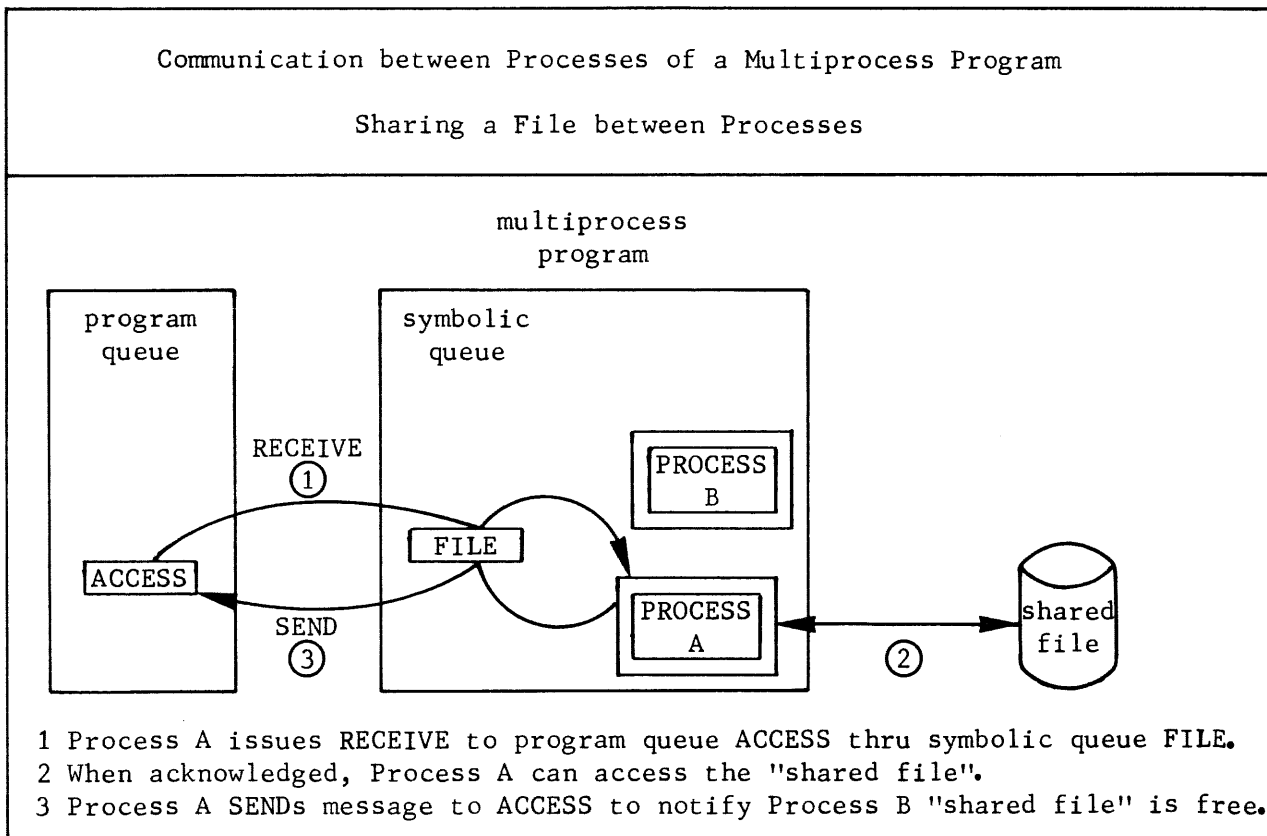 Communication between Processes of a Multiprocess Program
Sharing a File between Processes
multiprocess
program
program
queue
symbolic
queue
RECEIVE
1
PROCESS
B
FILE
ACCESS
PROCESS
A
shared
file
SEND
3
2
1 Process A issues RECEIVE to program queue ACCESS thru symbolic queue FILE.
2 When acknowledged, Process A can access the "shared file".
3 Process A SENDs message to ACCESS to notify Process B "shared file" is free.